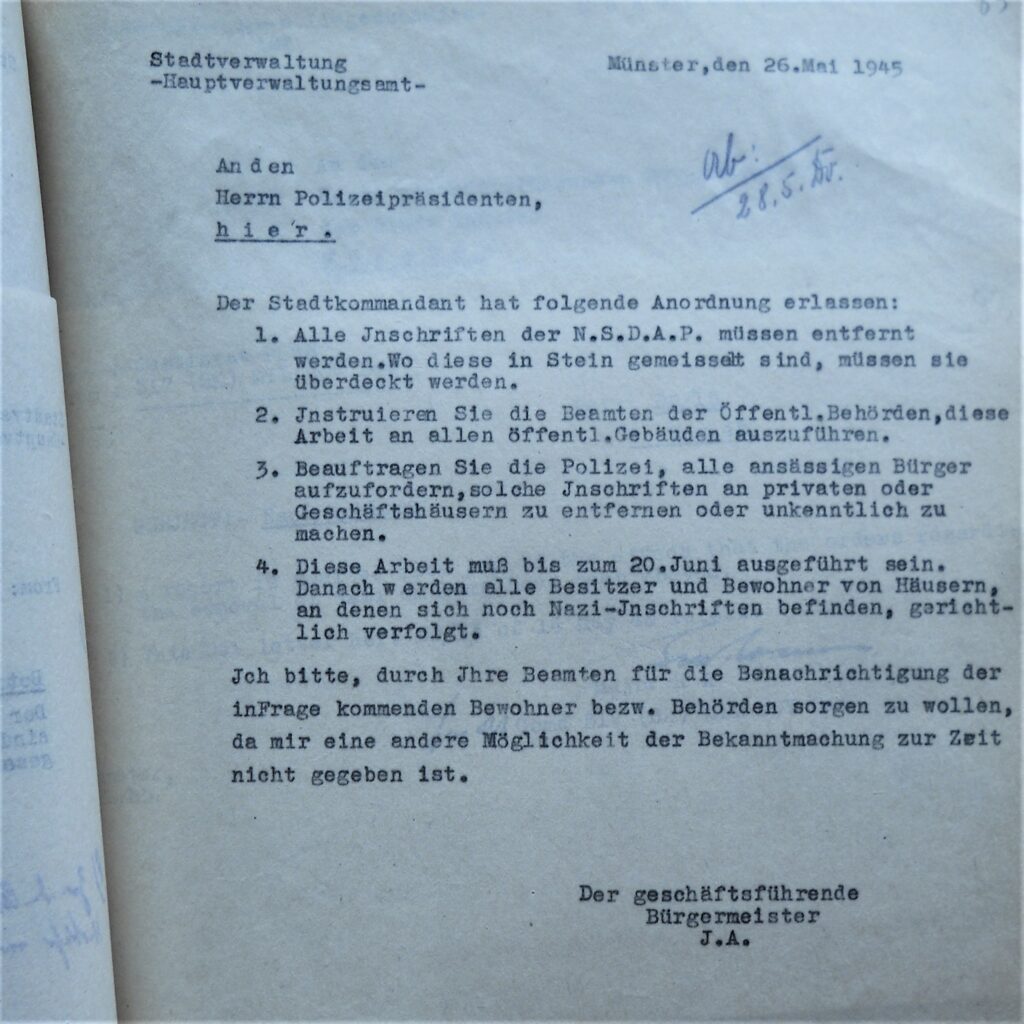 Stadtverwaltung
-Hauptverwaltungsamt-
Münster,den 26.Mai 1945
An den
Herrn Polizeipräsidenten,
h i e r .
ab:
28.5.
Der Stadtkommandant hat folgende Anordnung erlassen:
1. Alle Jnschriften der N.S.D.A.P. müssen entfernt
werden.Wo diese in Stein gemisselt sind, müssen sie
überdeckt werden.
2. Jnstruieren Sie die Beamten der Öffentl.Behörden,diese
Arbeit an allen öffentl.Gebäuden auszuführen.
3. Beauftragen Sie die Polizei, alle ansässigen Bürger
aufzufordern,solche Jnschriften an privaten oder
Geschäftshäusern zu entfernen oder unkenntlich zu
machen.
4. Diese Arbeit muß bis zum 20.Juni ausgeführt sein.
Danach werden alle Besitzer und Bewohner von Häusern,
an denen sich noch Nazi-Jnschriften befinden, gericht-
lich verfolgt.
Jch bitte, durch Jhre Beamten für die Benachrichtigung der
inFrage kommenden Bewohner bezw. Behörden sorgen zu wollen,
da mir eine andere Möglichkeit der Bekanntmachung zur Zeit
nicht gegeben ist.
Der geschäftsführende
Bürgermeister
J.A.